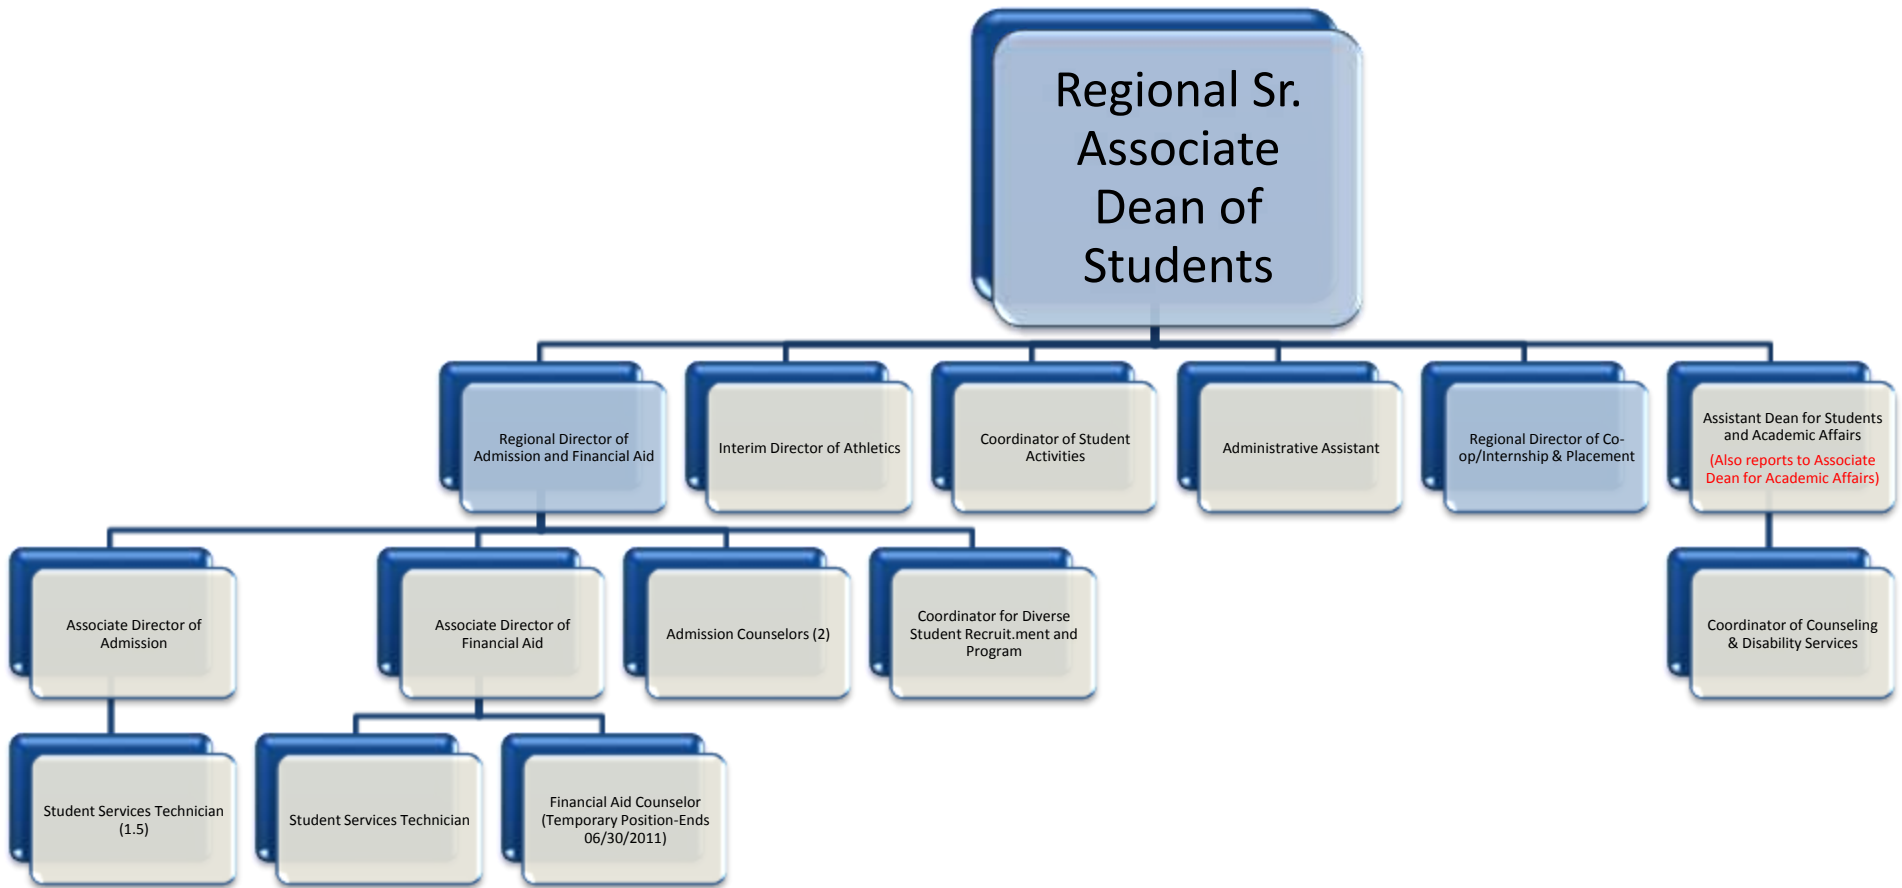 Regional Sr.
Associate
Dean of
Students
Regional Director of
Admission and Financial Aid
Interim Director of Athletics
Coordinator of Student
Activities
Administrative Assistant
Regional Director of Co-
op/Internship & Placement
Assistant Dean for Students
and Academic Affairs
(Also reports to Associate
Dean for Academic Affairs)
Associate Director of
Admission
Associate Director of
Financial Aid
Admission Counselors (2)
Coordinator for Diverse
Student Recruit.ment and
Program
Coordinator of Counseling
& Disability Services
Student Services Technician
(1.5)
Student Services Technician
Financial Aid Counselor
(Temporary Position-Ends
06/30/2011)